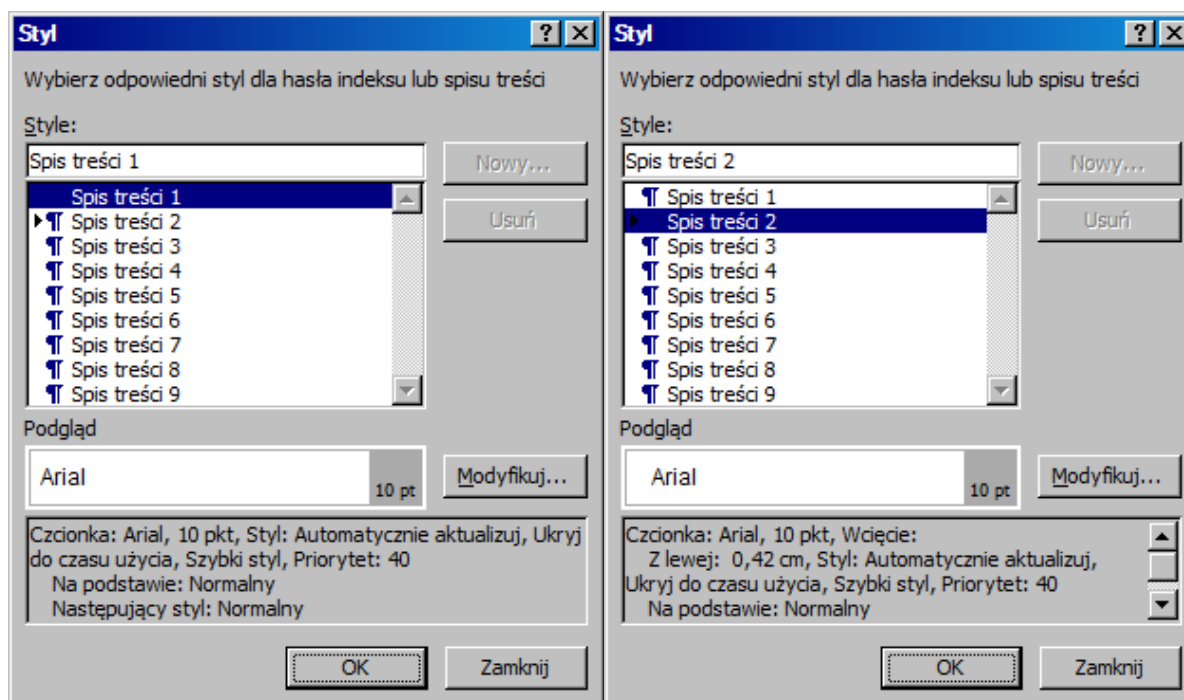 Styl
Wybierz odpowiedni styl dla hasła indeksu lub spisu treści
Style:
Spis treści 1
Nowy...
Spis treści 1
¶ Spis treści 2
Usuń
¶ Spis treści 3
¶ Spis treści 4
¶ Spis treści 5
¶ Spis treści 6
¶ Spis treści 7
¶ Spis treści 8
¶ Spis treści 9
Podgląd
Arial
10 pt
Modyfikuj...
Czcionka: Arial, 10 pkt, Styl: Automatycznie aktualizuj, Ukryj
do czasu użycia, Szybki styl, Priorytet: 40
Na podstawie: Normalny
Następujący styl: Normalny
OK
Zamknij
Styl
Wybierz odpowiedni styl dla hasła indeksu lub spisu treści
Style:
Spis treści 2
Nowy...
¶ Spis treści 1
Spis treści 2
Usuń
¶ Spis treści 3
¶ Spis treści 4
¶ Spis treści 5
¶ Spis treści 6
¶ Spis treści 7
¶ Spis treści 8
¶ Spis treści 9
Podgląd
Arial
10 pt
Modyfikuj...
Czcionka: Arial, 10 pkt, Wcięcie:
Z lewej: 0,42 cm, Styl: Automatycznie aktualizuj,
Ukryj do czasu użycia, Szybki styl, Priorytet: 40
Na podstawie: Normalny
OK
Zamknij